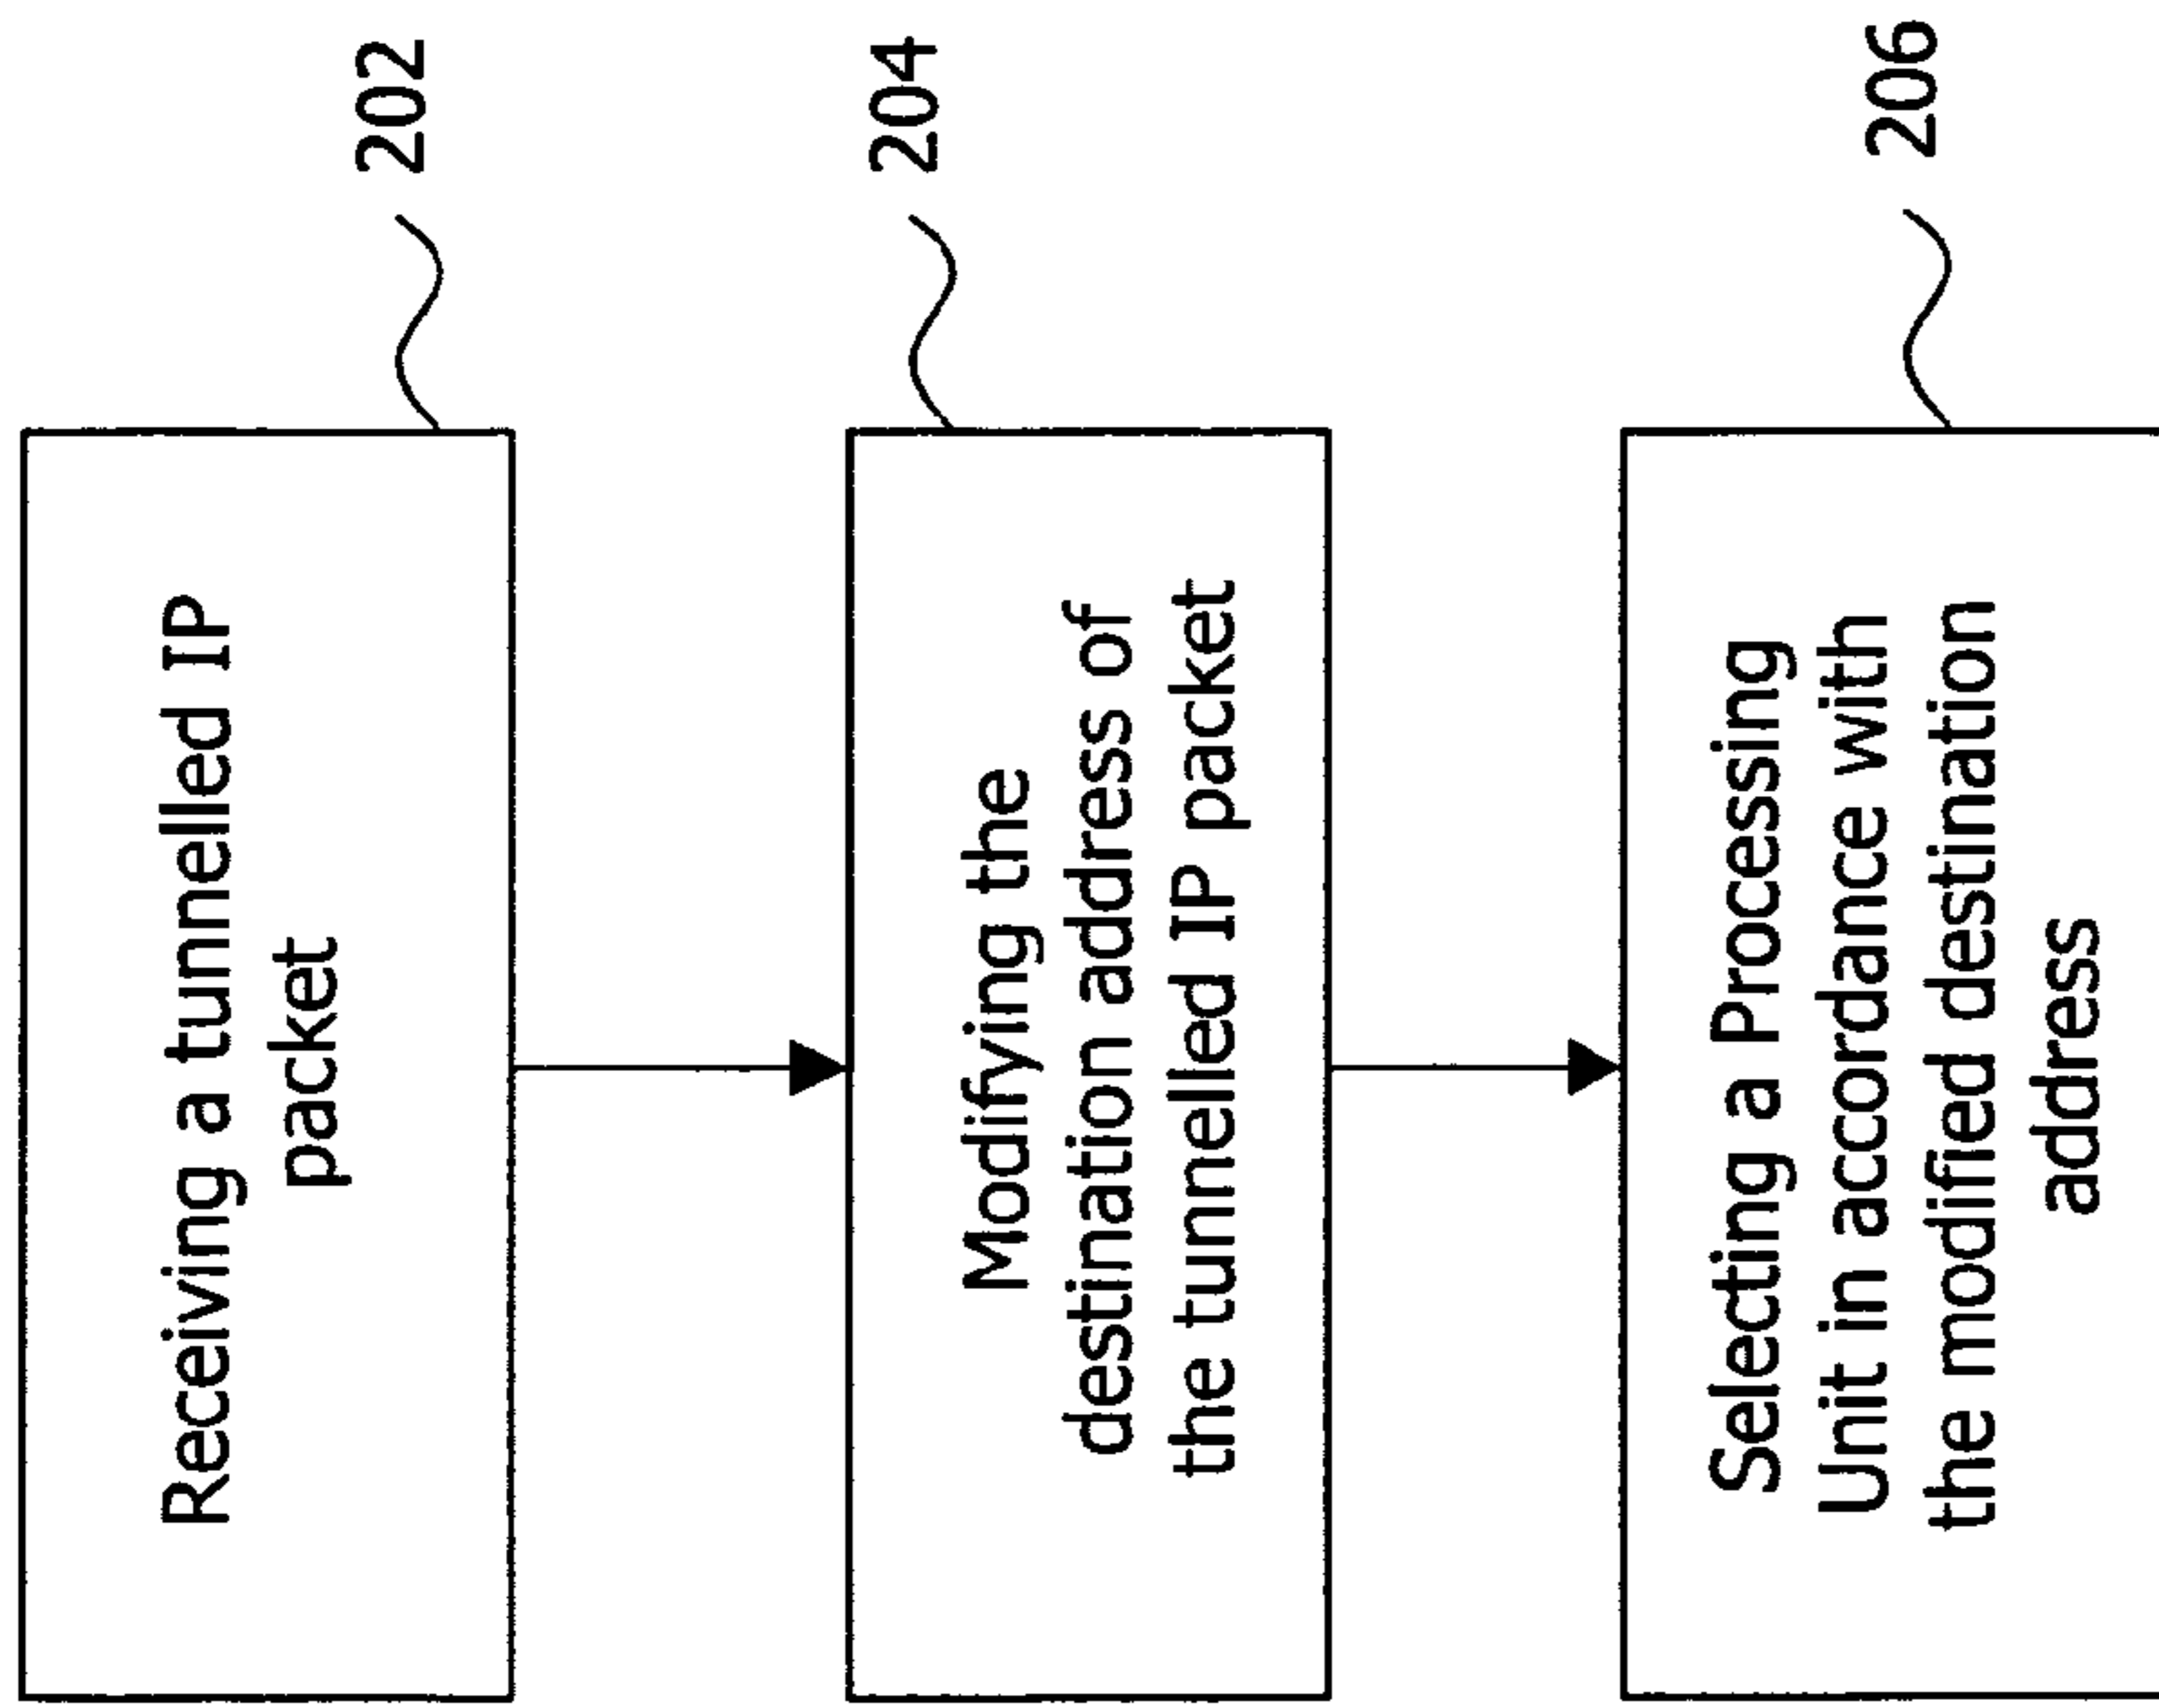 Receiving a tunnelled IP
packet
202
Modifying the
destination address of
the tunnelled IP packet
204
Selecting a Processing
Unit in accordance with
the modified destination
address
206